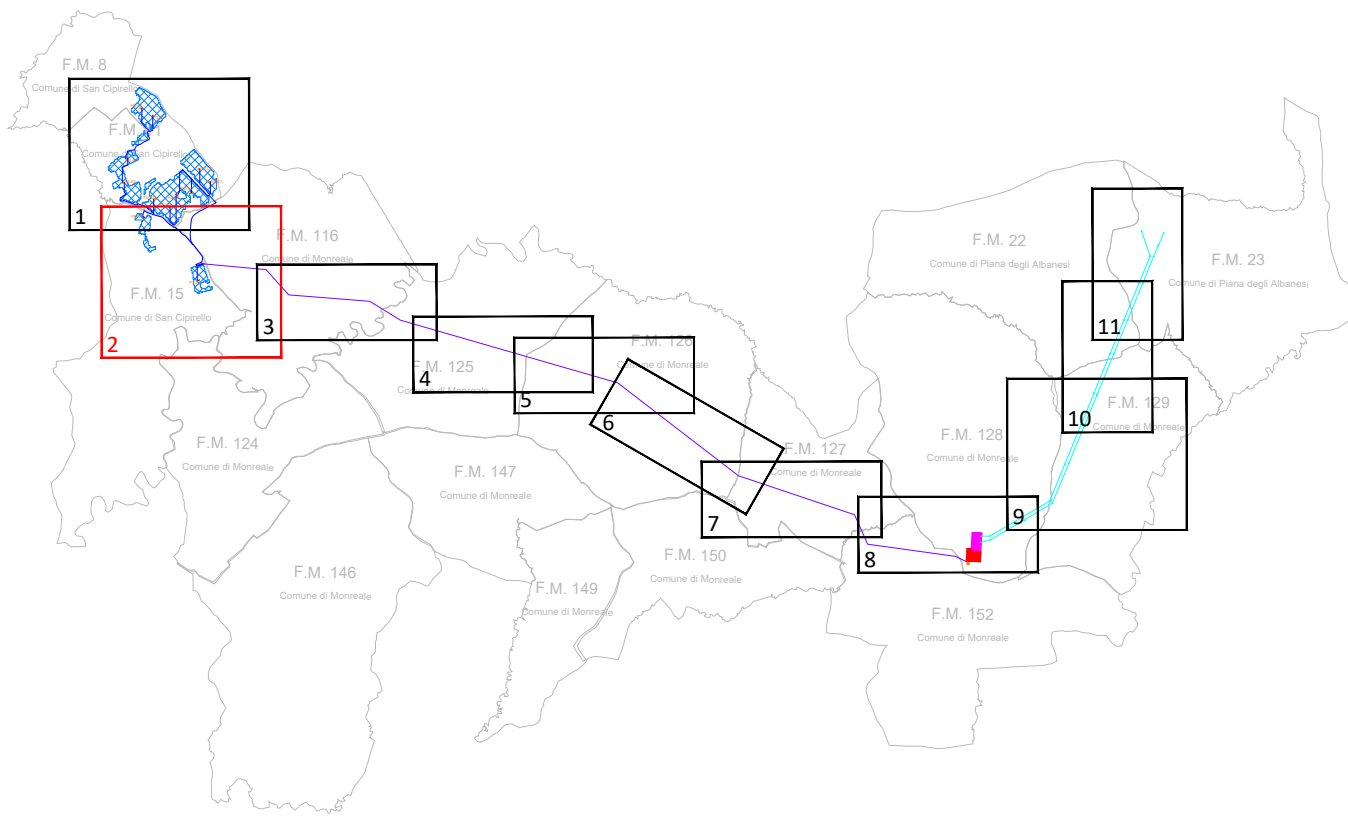 F.M. 8
Comune di San Cipirello
F.M.
Comune di San Cipirello
1
F.M. 116
Comune di Monreale
F.M. 15
Comune di San Cipirello
2
3
F.M. 22
Comune di Piana degli Albanesi
F.M. 23
Comune di Piana degli Albanesi
11
F.M. 125
Comune di Monreale
4
F.M. 126
Comune di Monreale
5
6
F.M. 129
Comune di Monreale
10
F.M. 124
Comune di Monreale
F.M. 147
Comune di Monreale
F.M. 127
Comune di Monreale
F.M. 128
Comune di Monreale
7
9
8
F.M. 146
Comune di Monreale
F.M. 149
Comune di Monreale
F.M. 150
Comune di Monreale
F.M. 152
Comune di Monreale